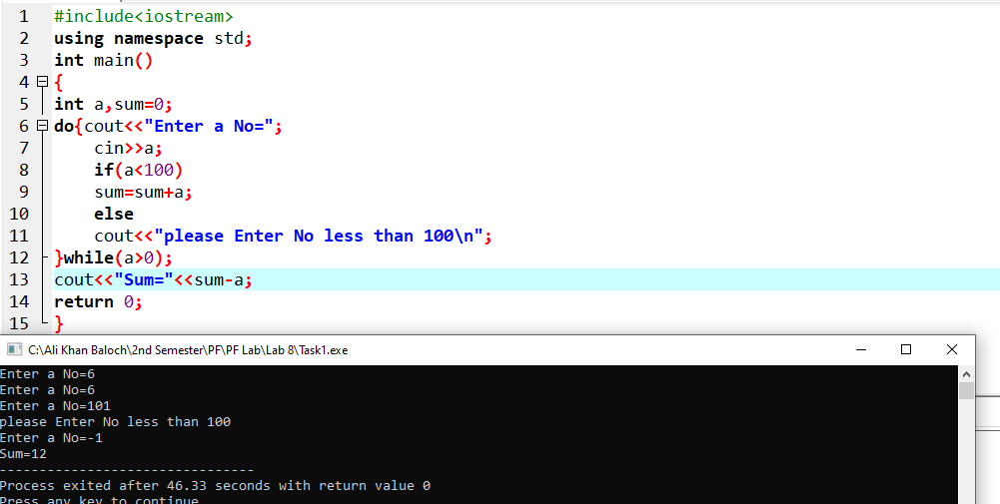 1 #include<iostream>
2 using namespace std;
3 int main()
4 {
5 int a,sum=0;
6 do{cout<<"Enter a No=";
7 cin>>a;
8 if(a<100)
9 sum=sum+a;
10 else
11 cout<<"please Enter No less than 100\n";
12 }while(a>0);
13 cout<<"Sum="<<sum-a;
14 return 0;
15 }
C:\Ali Khan Baloch\2nd Semester\PF\PF Lab\Lab 8\Task1.exe
Enter a No=6
Enter a No=6
Enter a No=101
please Enter No less than 100
Enter a No=-1
Sum=12
--------------------------------
Process exited after 46.33 seconds with return value 0
Press any key to continue